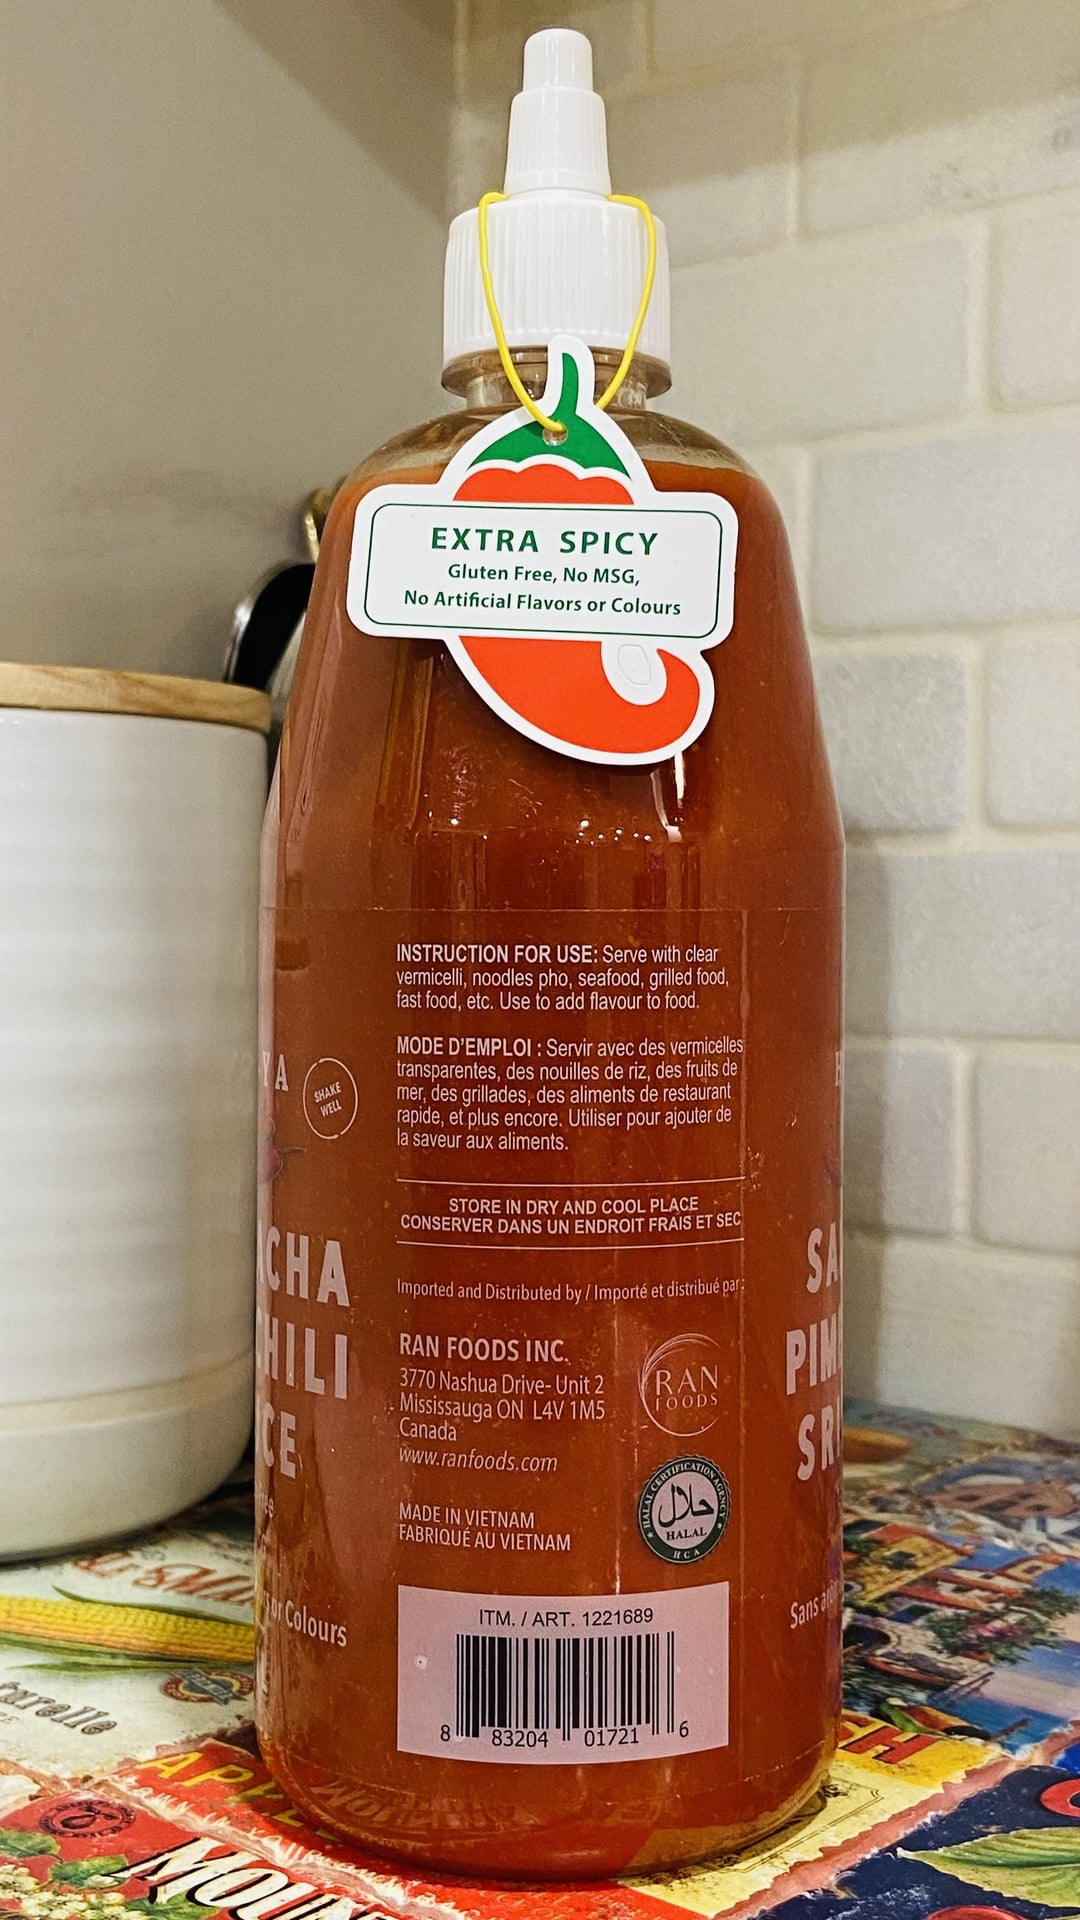 EXTRA SPICY
Gluten Free, No MSG,
No Artificial Flavors or Colours
INSTRUCTION FOR USE: Serve with clear
vermicelli, noodles pho, seafood, grilled food,
fast food, etc. Use to add flavour to food.
MODE D'EMPLOI : Servir avec des vermicelles
transparentes, des nouilles de riz, des fruits de
mer, des grillades, des aliments de restaurant
rapide, et plus encore. Utiliser pour ajouter de
la saveur aux aliments.
STORE IN DRY AND COOL PLACE
CONSERVER DANS UN ENDROIT FRAIS ET SEC
Imported and Distributed by / Importé et distribué par:
RAN FOODS INC.
3770 Nashua Drive- Unit 2
Mississauga ON L4V 1M5
Canada
www.ranfoods.com
RAN
FOODS
HALAL CERTIFICATION AGENCY
حلال
HALAL
HCA
MADE IN VIETNAM
FABRIQUÉ AU VIETNAM
ITM. / ART. 1221689
8 83204 01721 6
YA
SHAKE
WELL
ACHA
CHILI
CE
or Colours
SA
PIM
SR
Sans
APPLE